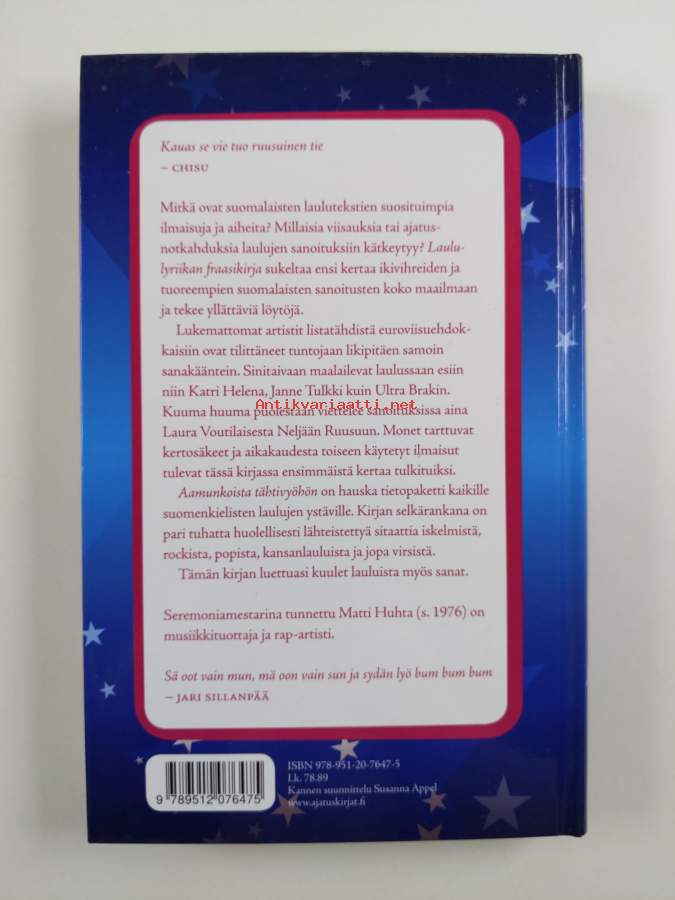 Kauas se vie tuo ruusuinen tie
– CHISU
Mitkä ovat suomalaisten laulutekstien suosituimpia
ilmaisuja ja aiheita? Millaisia viisauksia tai ajatus-
notkahduksia laulujen sanoituksiin kätkeytyy? Laulu-
lyriikan fraasikirja sukeltaa ensi kertaa ikivihreiden ja
tuoreempien suomalaisten sanoitusten koko maailmaan
ja tekee yllättäviä löytöjä.
Lukemattomat artistit listatähdistä euroviisuehdok-
kaisiin ovat tilittäneet tuntojaan likipitäen samoin
sanakääntein. Sinitaivaan maalailevat laulussaan esiin
niin Katri Helena, Janne Tulkki kuin Ultra Brakin.
Antikvariaatti.net
Kuuma huuma puolestaan viettelee sanoituksissa aina
Laura Voutilaisesta Neljään Ruusuun. Monet tarttuvat
kertosäkeet ja aikakaudesta toiseen käytetyt ilmaisut
tulevat tässä kirjassa ensimmäistä kertaa tulkituiksi.
Aamunkoista tähtivyöhön on hauska tietopaketti kaikille
suomenkielisten laulujen ystäville. Kirjan selkärankana on
pari tuhatta huolellisesti lähteistettyä sitaattia iskelmistä,
rockista, popista, kansanlauluista ja jopa virsistä.
Tämän kirjan luettuasi kuulet lauluista myös sanat.
Seremoniamestarina tunnettu Matti Huhta (s. 1976) on
musiikkituottaja ja rap-artisti.
Sä oot vain mun, mä oon vain sun ja sydän lyö bum bum bum
– JARI SILLANPÄÄ
ISBN 978-951-20-7647-5
Lk. 78.89
Kannen suunnittelu Susanna Appel
www.ajatuskirjat.fi
9 789512 076475